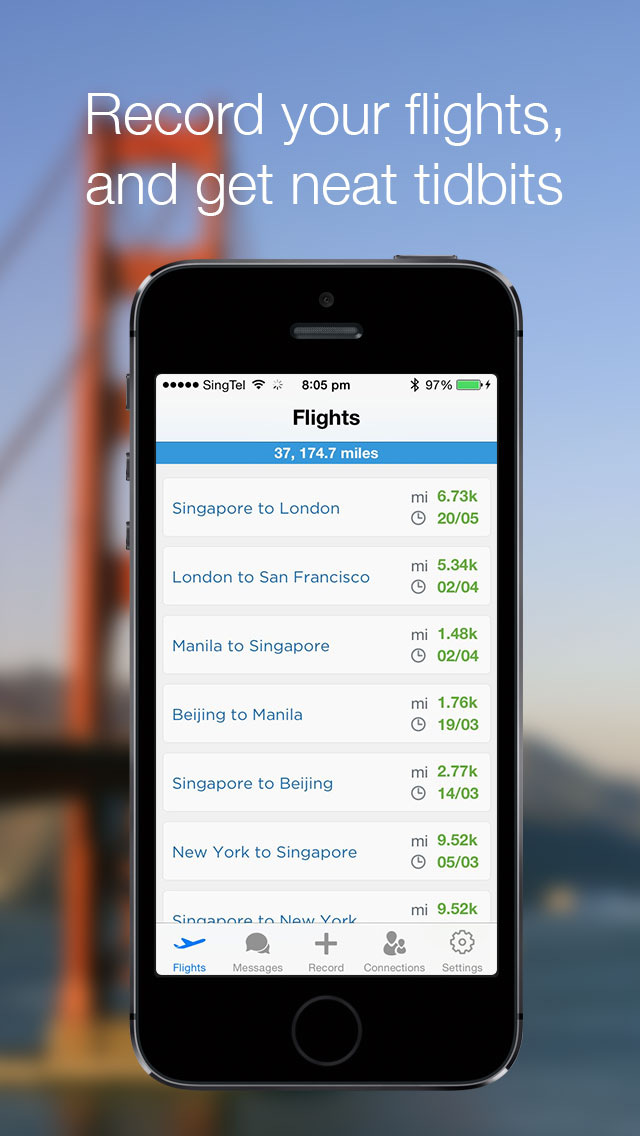 Record your flights,
and get neat tidbits
SingTel 8:05 pm 97%
Flights
37, 174.7 miles
Singapore to London mi 6.73k
20/05
London to San Francisco mi 5.34k
02/04
Manila to Singapore mi 1.48k
02/04
Beijing to Manila mi 1.76k
19/03
Singapore to Beijing mi 2.77k
14/03
New York to Singapore mi 9.52k
05/03
Singapore to New York mi 9.52k
Flights Messages Record Connections Settings